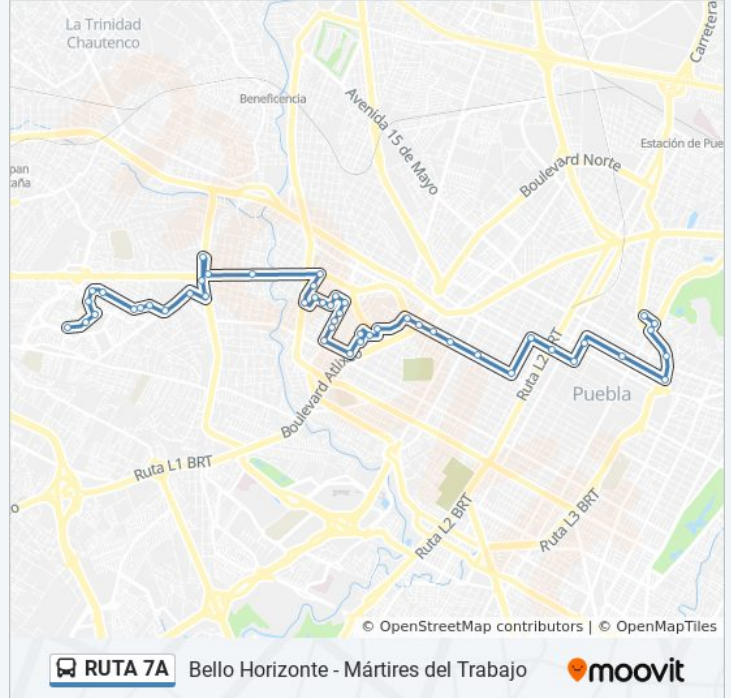 La Trinidad
Chautenco
Carretera
Beneficencia
Avenida 15 de Mayo
Estación de Pue
Boulevard Norte
pan
aña
Ruta L2 BRT
Boulevard Atlixco
Puebla
Ruta L1 BRT
Ruta L2 BRT
Ruta L3 BRT
o
© OpenStreetMap contributors | © OpenMapTiles
RUTA 7A Bello Horizonte - Mártires del Trabajo moovit